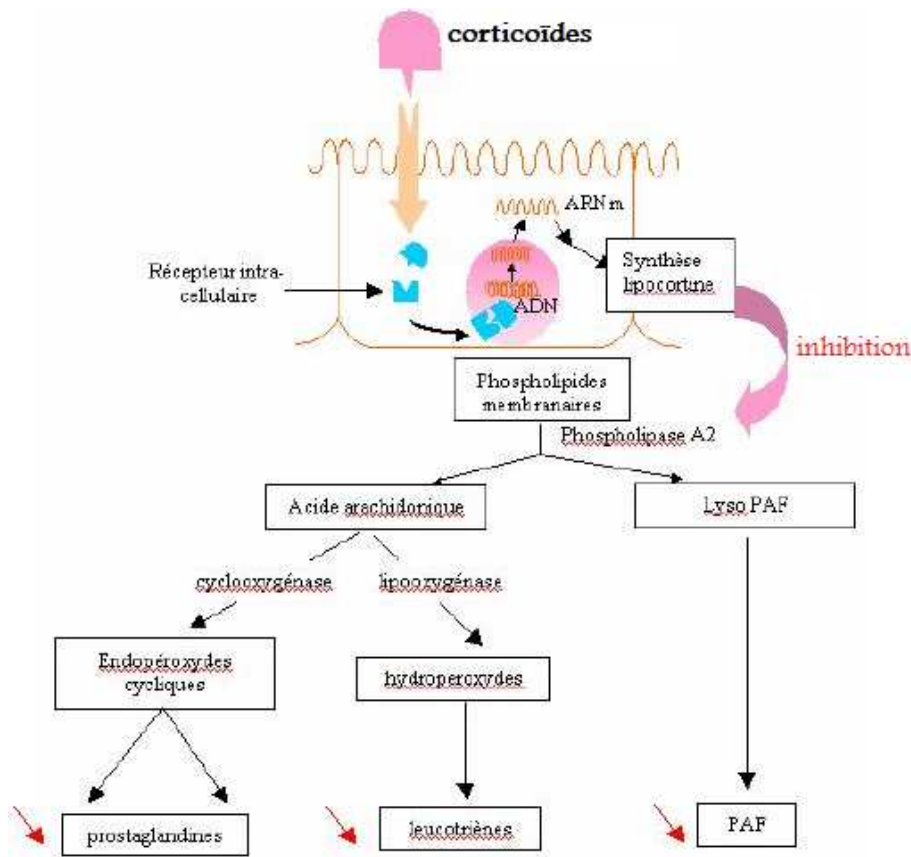 corticoīdes
ARN m
Récepteur intra-
cellulaire
Synthèse
lipocortine
ADN
inhibition
Phospholipides
membranaires
Phospholipase A2
Acide arachidonique
Lyso PAF
cyclooxygénase
lipooxygénase
Endopéroxydes
cycliques
hydroperoxydes
prostaglandines
leucotriènes
PAF